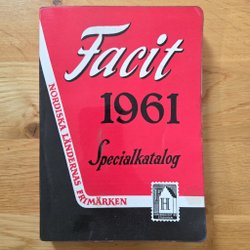 Facit
1961
Specialkatalog
NORDISKA LÄNDERNAS FRIMÄRKEN
H